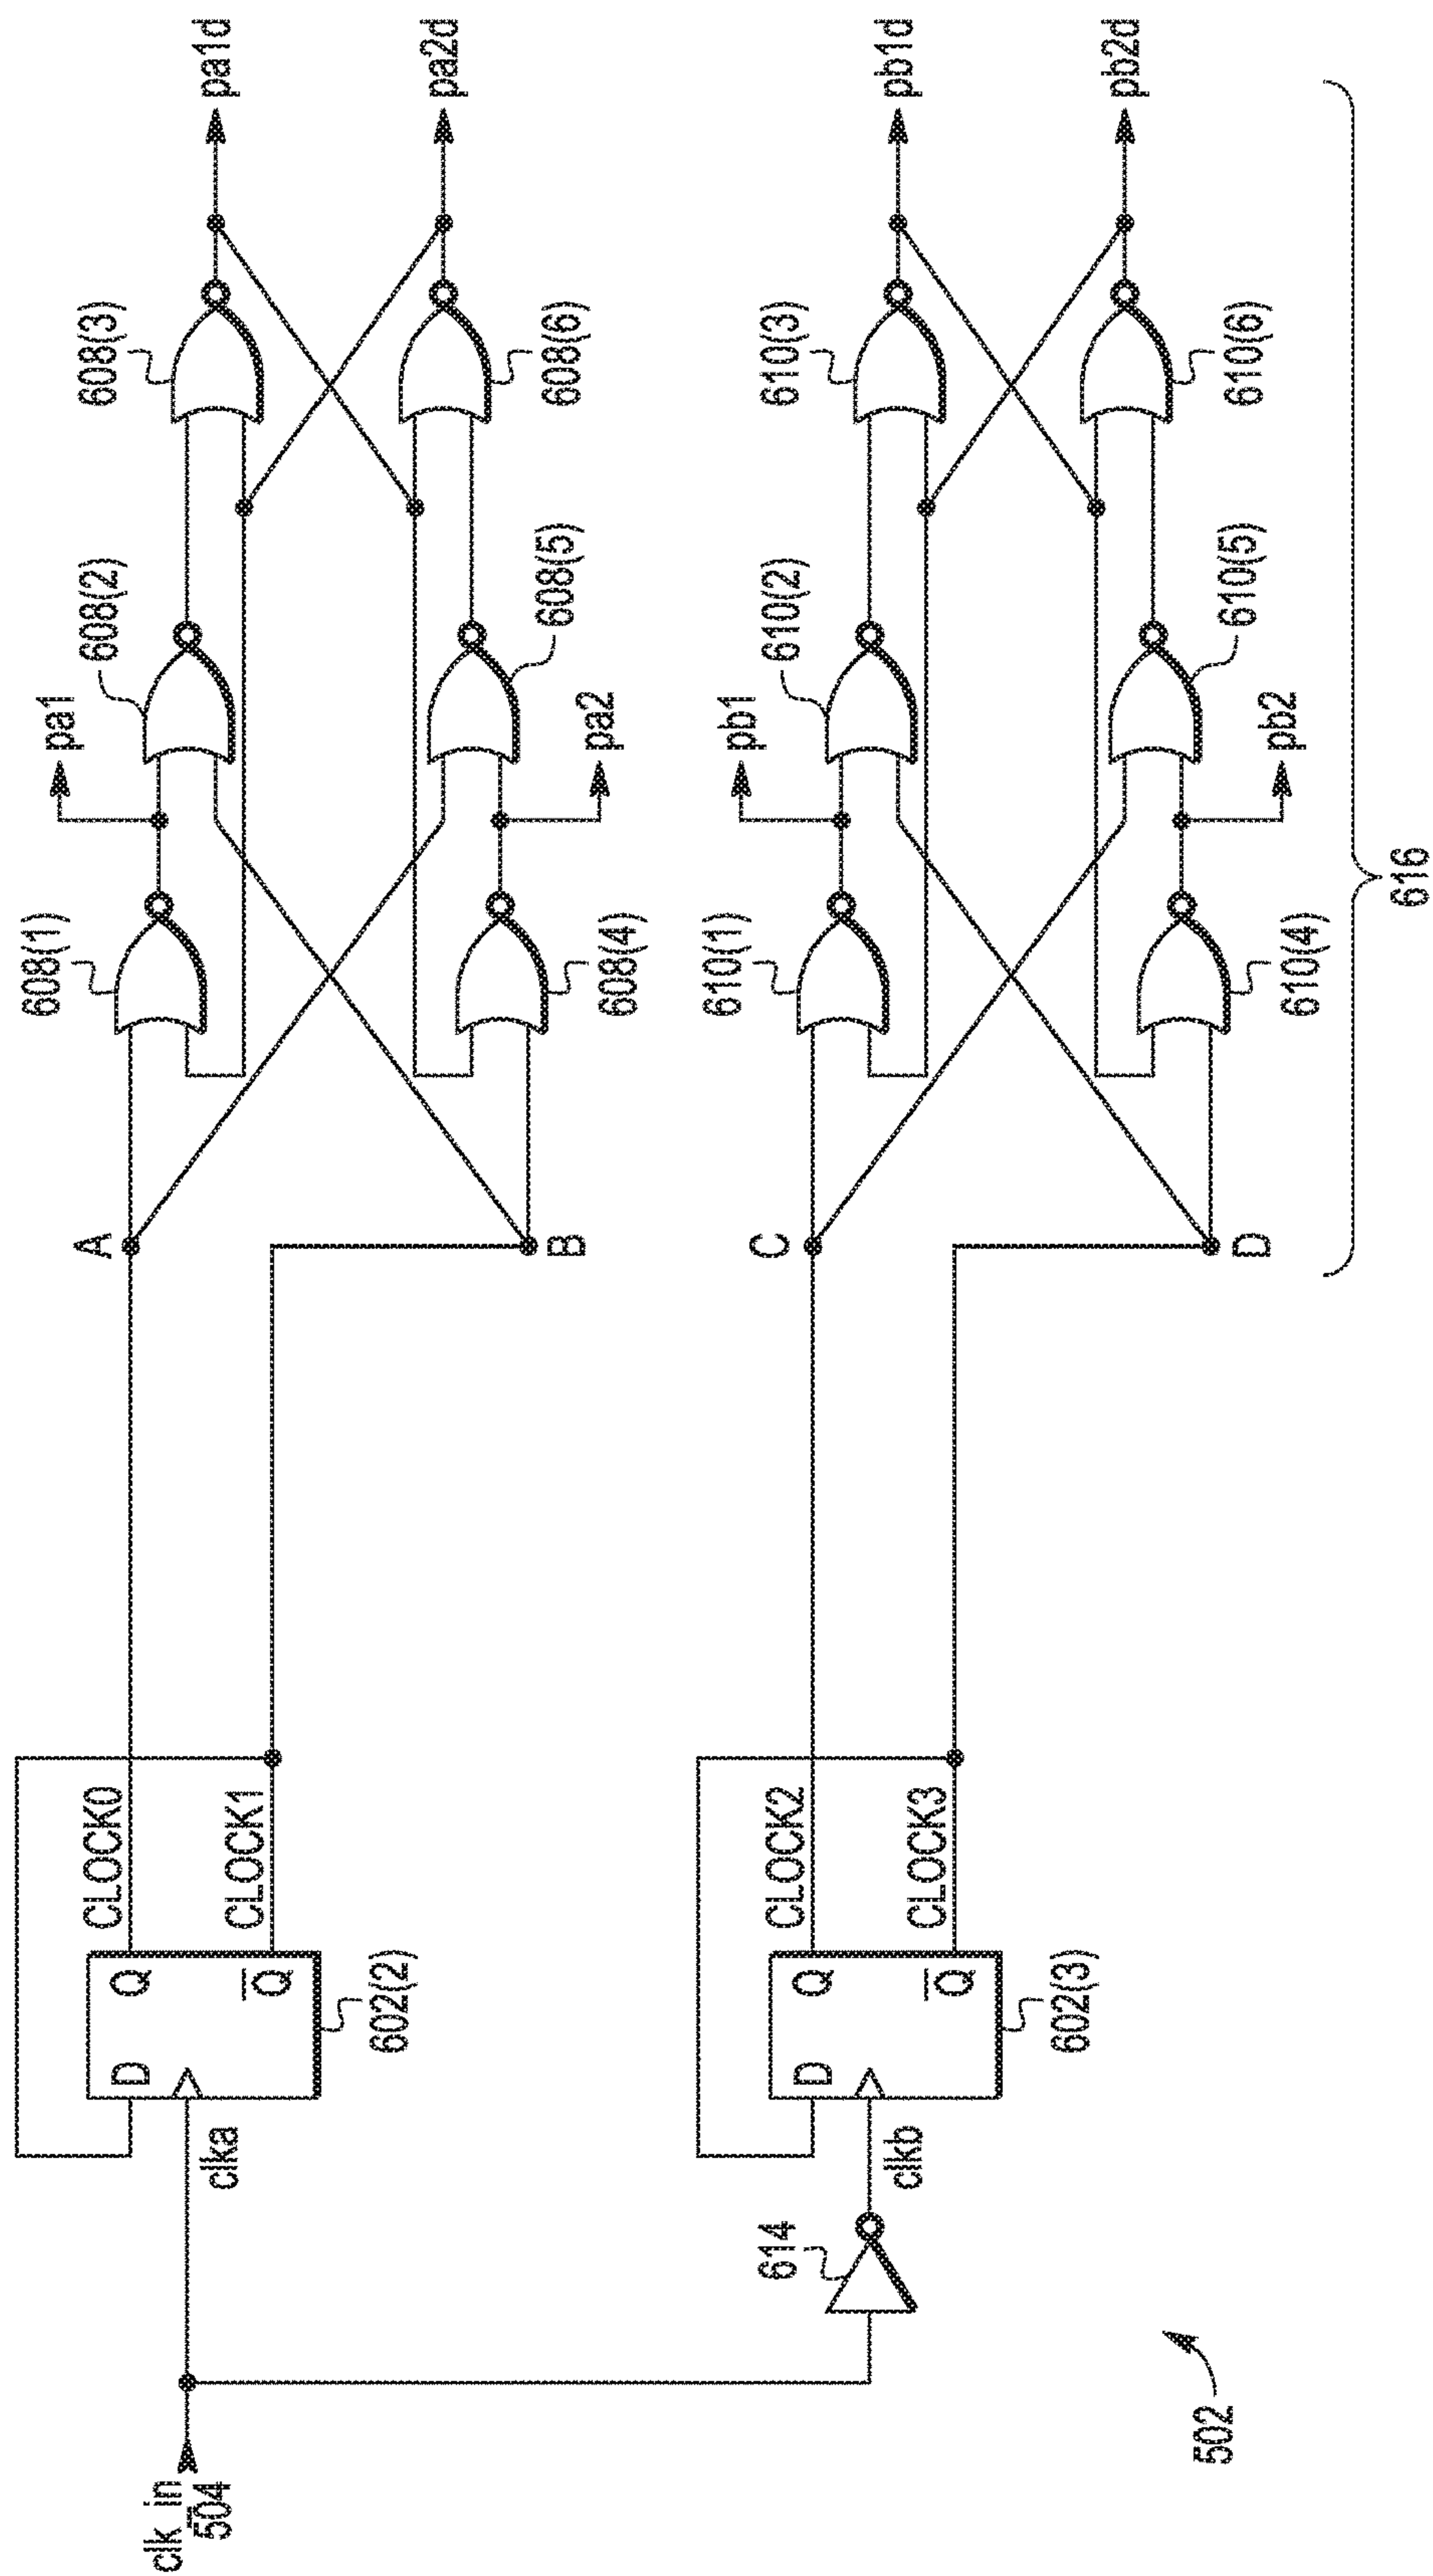 clk_in
504
clka
D
Q
Q
602(2)
CLOCK0
CLOCK1
A
B
608(1)
pa1
608(2)
608(3)
pa1d
608(4)
pa2
608(5)
608(6)
pa2d
614
clkb
D
Q
Q
602(3)
CLOCK2
CLOCK3
C
D
610(1)
pb1
610(2)
610(3)
pb1d
610(4)
pb2
610(5)
610(6)
pb2d
616
502